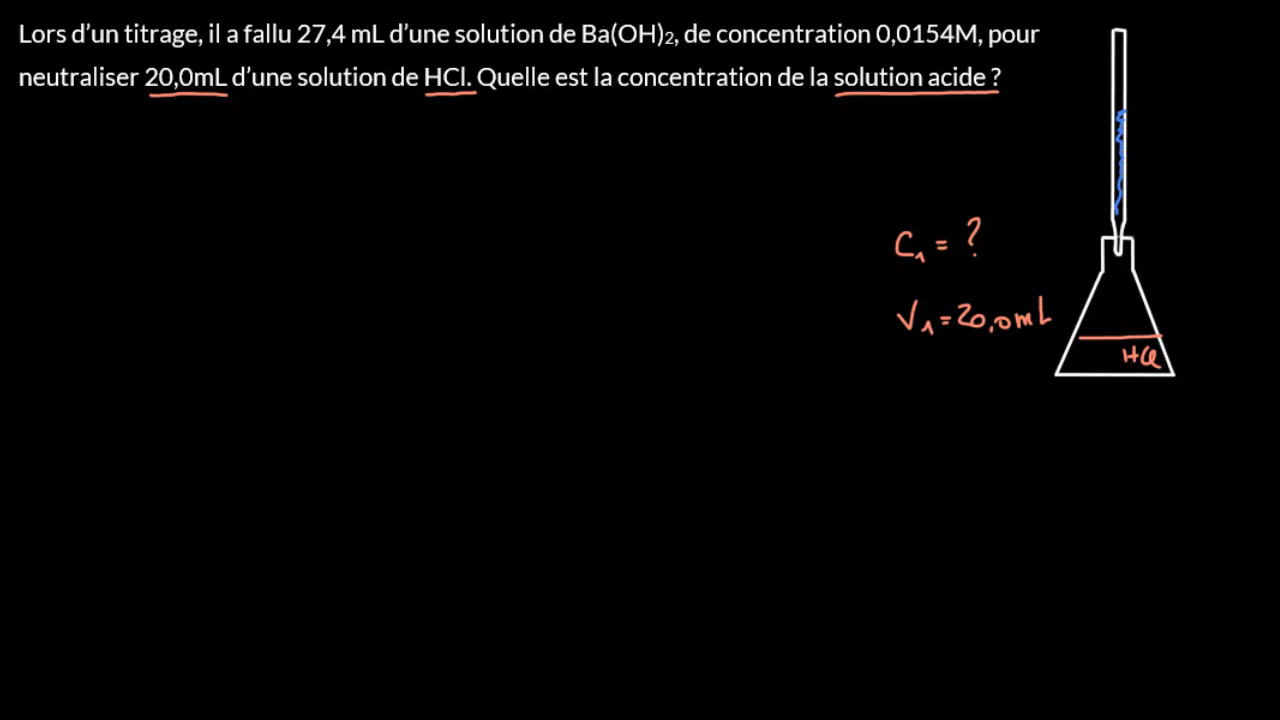 Lors d’un titrage, il a fallu 27,4 mL d’une solution de Ba(OH)₂, de concentration 0,0154M, pour
neutraliser 20,0mL d’une solution de HCl. Quelle est la concentration de la solution acide ?
C₁ = ?
V₁ = 20,0mL
HCl